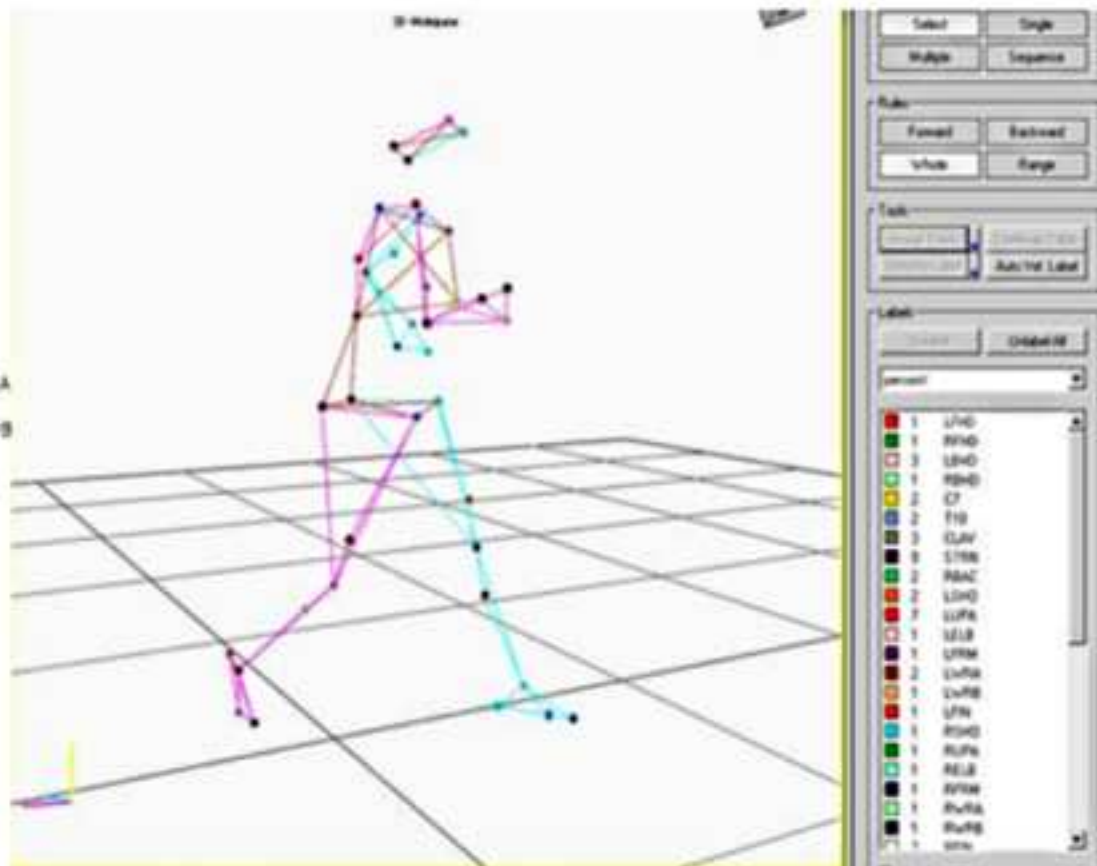 3D-Workspace
A
B
Select
Single
Multiple
Sequence
Rules
Forward
Backward
Whole
Range
Tools
Auto Vid. Label
Labels
Unlabel All
1 LFHD
1 RFHD
3 LBHD
1 RBHD
2 C7
2 T10
3 CLAV
8 STRN
2 RBAC
2 LSHO
7 LUPA
1 LELB
1 LFRM
2 LWRA
1 LWRB
1 LFIN
1 RSHO
1 RUPA
1 RELB
1 RFRM
1 RWRA
1 RWRB